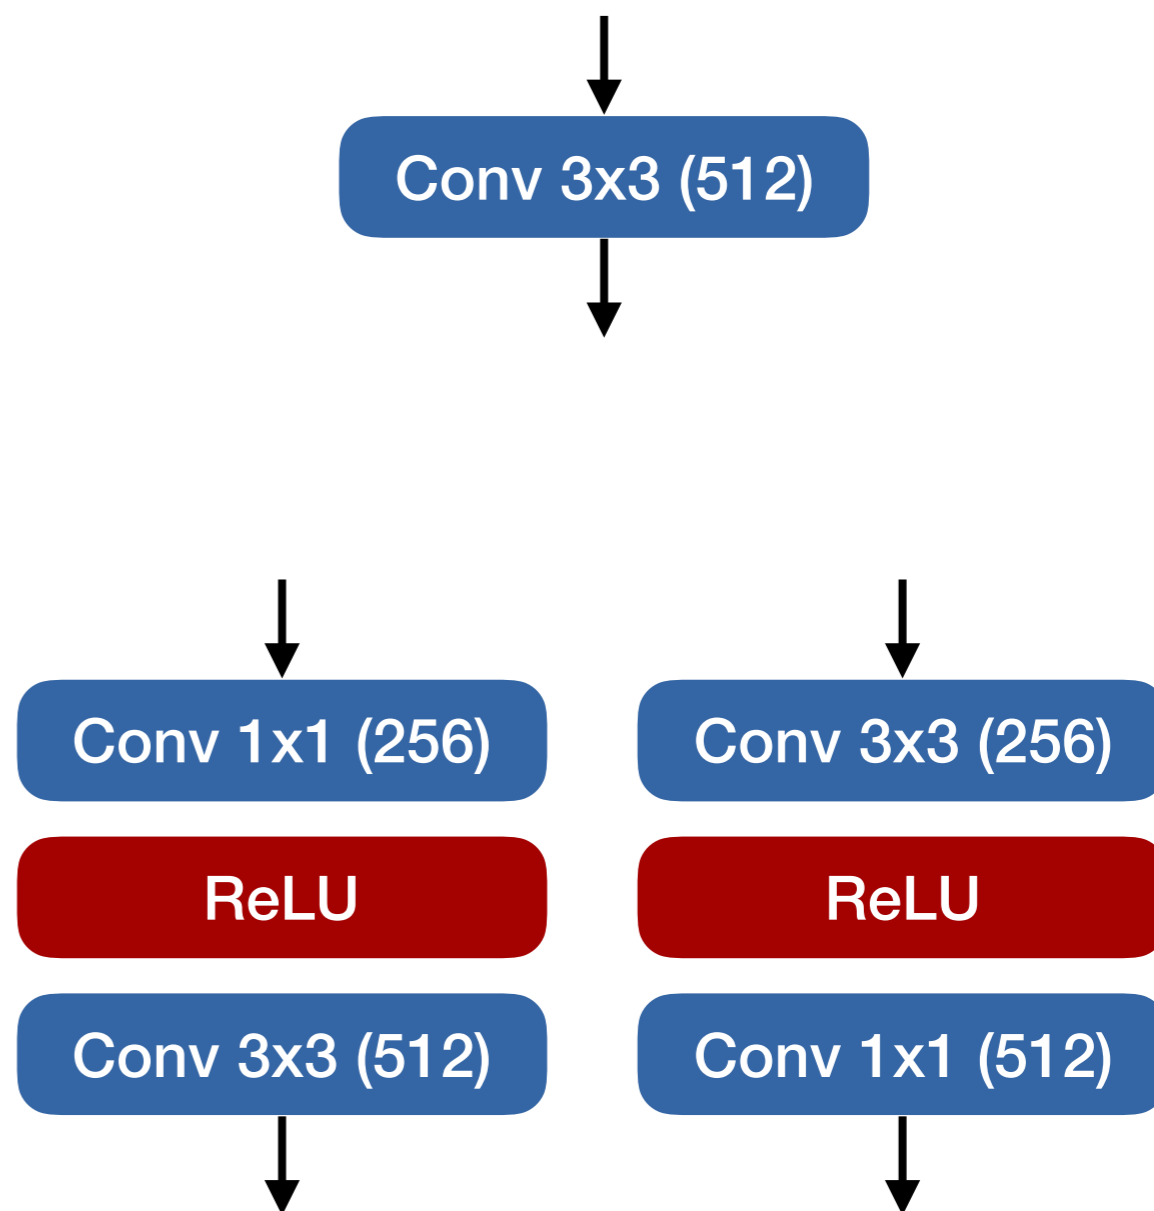 Conv 3x3 (512)
Conv 1x1 (256)
ReLU
Conv 3x3 (512)
Conv 3x3 (256)
ReLU
Conv 1x1 (512)